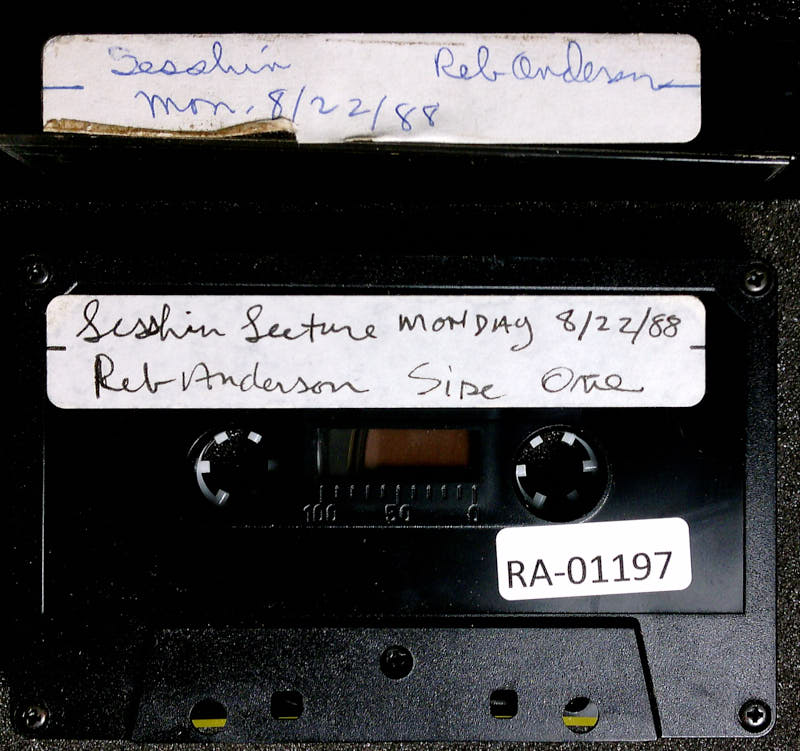 Sesshin Reb Anderson
Mon. 8/22/88
Sesshin Lecture MONDAY 8/22/88
Reb Anderson Side One
100 50 0
RA-01197